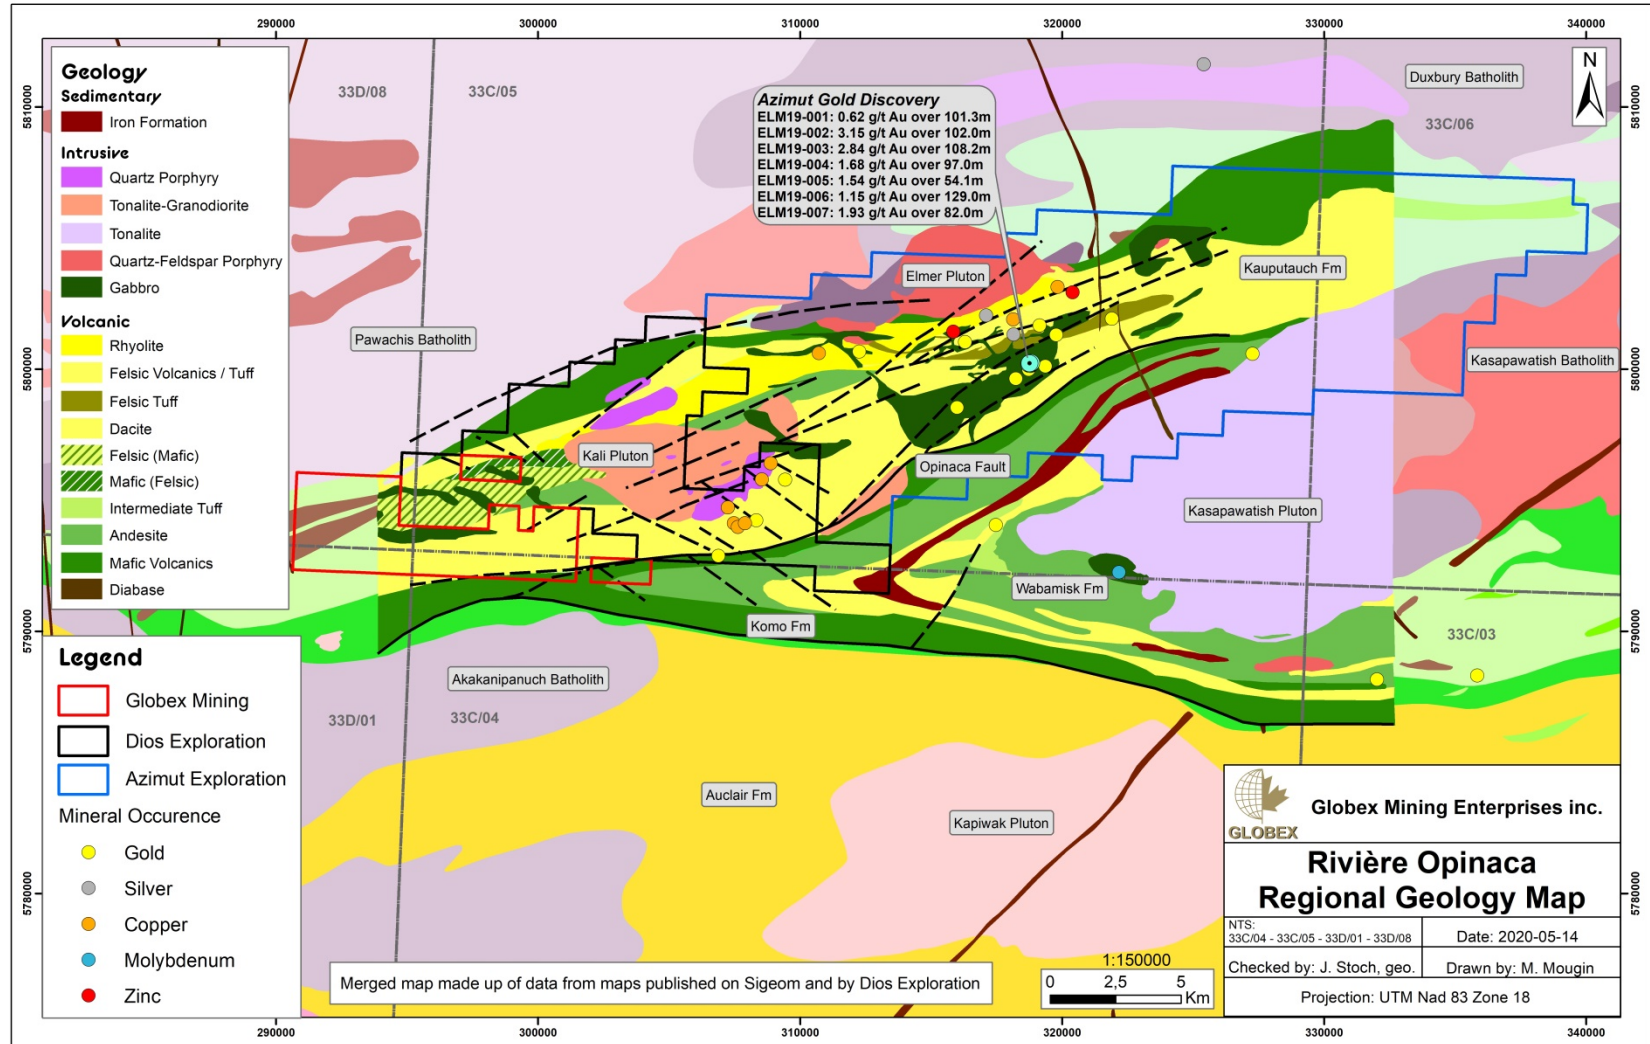 290000
300000
310000
320000
330000
340000
5810000
5800000
5790000
5780000
5810000
5800000
5790000
5780000
Geology
Sedimentary
Iron Formation
Intrusive
Quartz Porphyry
Tonalite-Granodiorite
Tonalite
Quartz-Feldspar Porphyry
Gabbro
Volcanic
Rhyolite
Felsic Volcanics / Tuff
Felsic Tuff
Dacite
Felsic (Mafic)
Mafic (Felsic)
Intermediate Tuff
Andesite
Mafic Volcanics
Diabase
33D/08
33C/05
Azimut Gold Discovery
ELM19-001: 0.62 g/t Au over 101.3m
ELM19-002: 3.15 g/t Au over 102.0m
ELM19-003: 2.84 g/t Au over 108.2m
ELM19-004: 1.68 g/t Au over 97.0m
ELM19-005: 1.54 g/t Au over 54.1m
ELM19-006: 1.15 g/t Au over 129.0m
ELM19-007: 1.93 g/t Au over 82.0m
Duxbury Batholith
33C/06
N
Elmer Pluton
Kauputauch Fm
Pawachis Batholith
Kasapawatish Batholith
Kali Pluton
Opinaca Fault
Kasapawatish Pluton
Wabamisk Fm
Komo Fm
33C/03
Akakanipanuch Batholith
33D/01
33C/04
Auclair Fm
Kapiwak Pluton
Legend
Globex Mining
Dios Exploration
Azimut Exploration
Mineral Occurence
Gold
Silver
Copper
Molybdenum
Zinc
Merged map made up of data from maps published on Sigeom and by Dios Exploration
1:150000
0 2,5 5
Km
GLOBEX
Globex Mining Enterprises inc.
Rivière Opinaca
Regional Geology Map
NTS:
33C/04 - 33C/05 - 33D/01 - 33D/08
Date: 2020-05-14
Checked by: J. Stoch, geo.
Drawn by: M. Mougin
Projection: UTM Nad 83 Zone 18
290000
300000
310000
320000
330000
340000